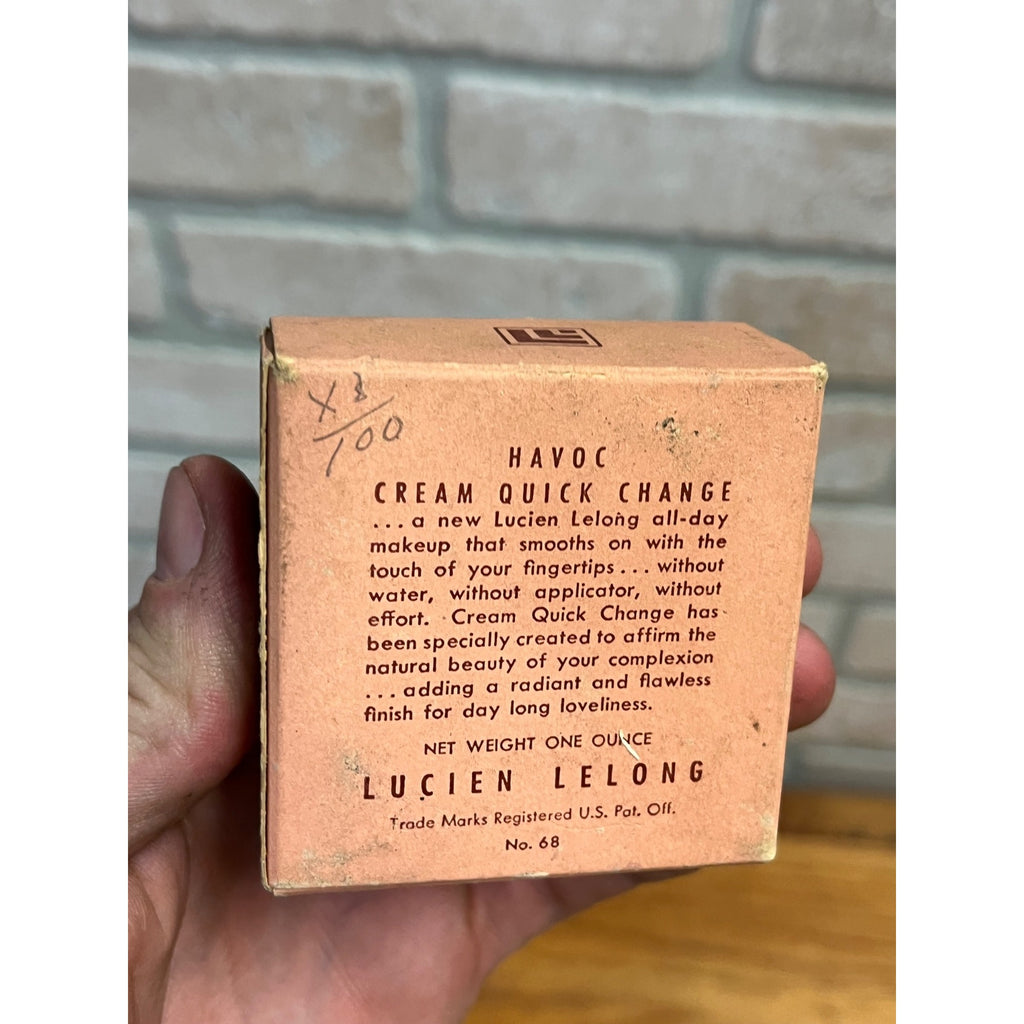 X 3
100
HAVOC
CREAM QUICK CHANGE
... a new Lucien Lelong all-day
makeup that smooths on with the
touch of your fingertips ... without
water, without applicator, without
effort. Cream Quick Change has
been specially created to affirm the
natural beauty of your complexion
... adding a radiant and flawless
finish for day long loveliness.
NET WEIGHT ONE OUNCE
LUCIEN LELONG
Trade Marks Registered U.S. Pat. Off.
No. 68